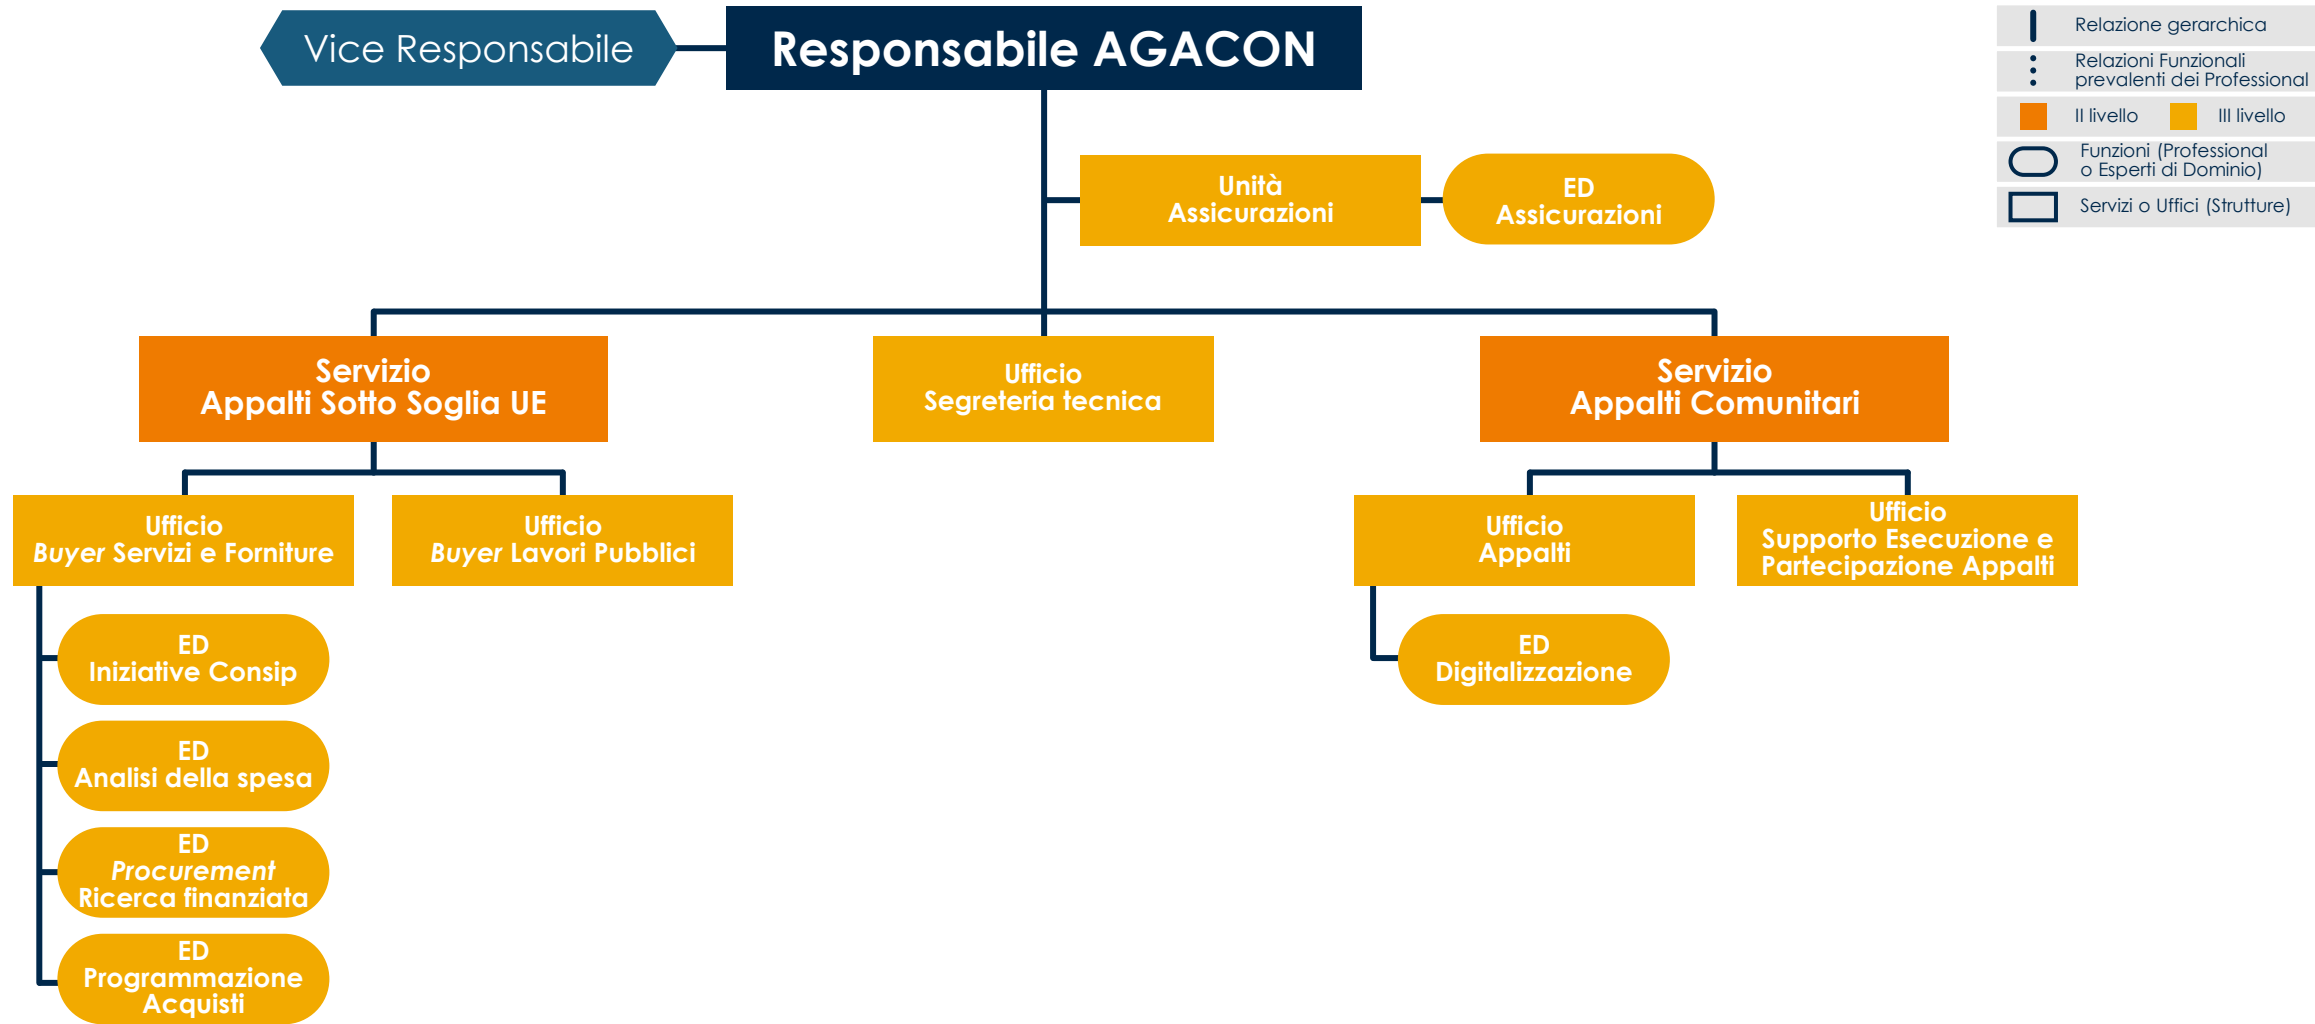 Vice Responsabile
Responsabile AGACON
Relazione gerarchica
Relazioni Funzionali
prevalenti dei Professional
II livello
III livello
Funzioni (Professional
o Esperti di Dominio)
Servizi o Uffici (Strutture)
Unità
Assicurazioni
ED
Assicurazioni
Servizio
Appalti Sotto Soglia UE
Ufficio
Segreteria tecnica
Servizio
Appalti Comunitari
Ufficio
Buyer Servizi e Forniture
Ufficio
Buyer Lavori Pubblici
Ufficio
Appalti
Ufficio
Supporto Esecuzione e
Partecipazione Appalti
ED
Iniziative Consip
ED
Analisi della spesa
ED
Procurement
Ricerca finanziata
ED
Programmazione
Acquisti
ED
Digitalizzazione